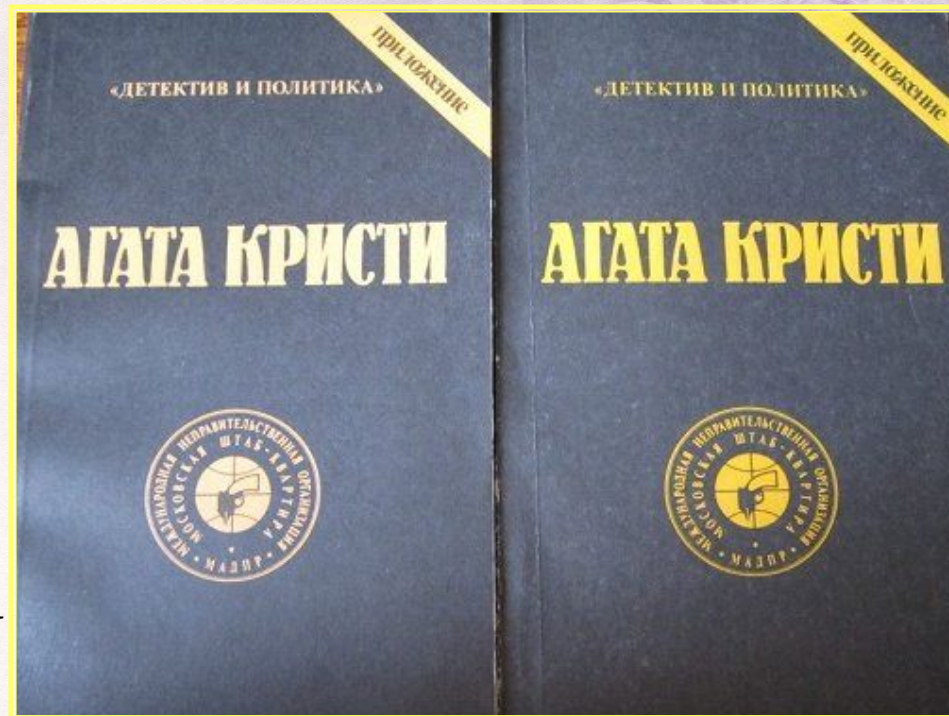 приложение
«ДЕТЕКТИВ И ПОЛИТИКА»
АГАТА КРИСТИ
МЕЖДУНАРОДНАЯ НЕПРАВИТЕЛЬСТВЕННАЯ ОРГАНИЗАЦИЯ
МОСКОВСКАЯ ШТАБ-КВАРТИРА
• МАДПР •
приложение
«ДЕТЕКТИВ И ПОЛИТИКА»
АГАТА КРИСТИ
МЕЖДУНАРОДНАЯ НЕПРАВИТЕЛЬСТВЕННАЯ ОРГАНИЗАЦИЯ
МОСКОВСКАЯ ШТАБ-КВАРТИРА
• МАДПР •